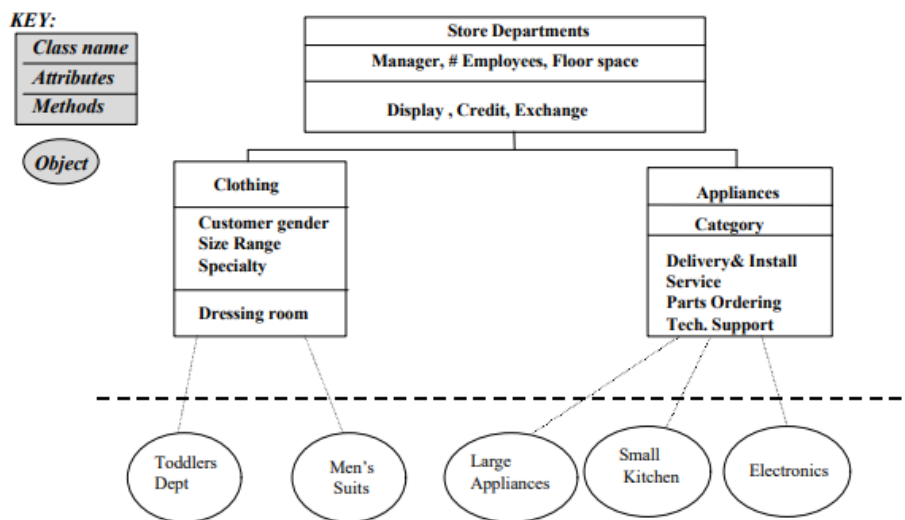 KEY:
Class name
Attributes
Methods
Object
Store Departments
Manager, # Employees, Floor space
Display , Credit, Exchange
Clothing
Customer gender
Size Range
Specialty
Dressing room
Appliances
Category
Delivery& Install
Service
Parts Ordering
Tech. Support
Toddlers
Dept
Men's
Suits
Large
Appliances
Small
Kitchen
Electronics